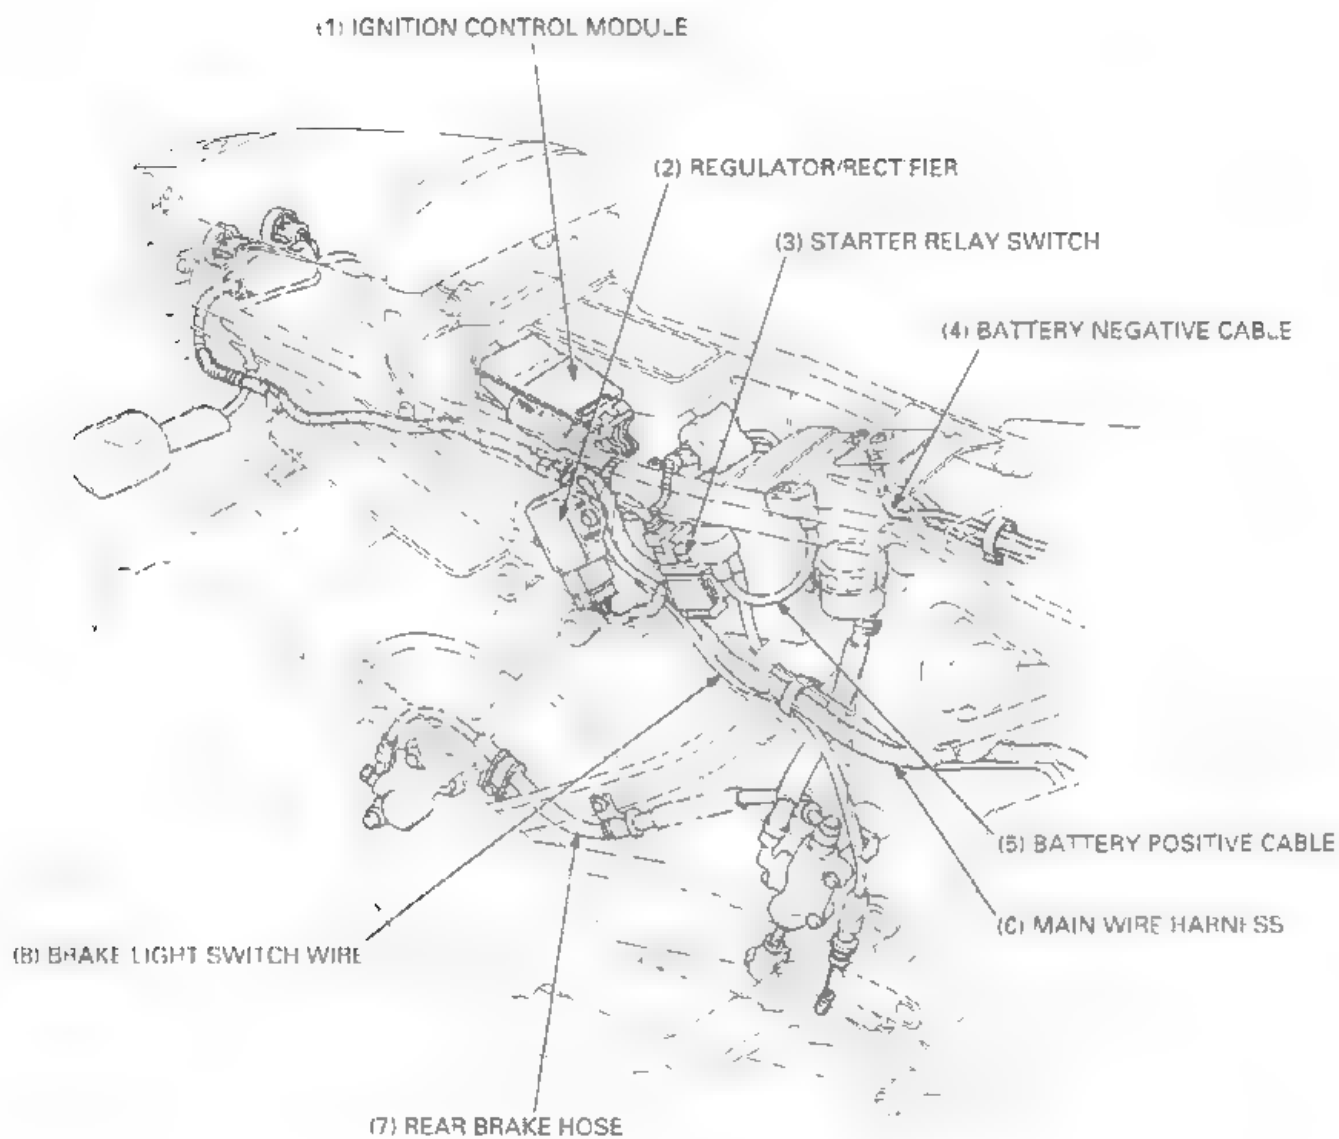 (1) IGNITION CONTROL MODULE
(2) REGULATOR/RECTIFIER
(3) STARTER RELAY SWITCH
(4) BATTERY NEGATIVE CABLE
(5) BATTERY POSITIVE CABLE
(6) MAIN WIRE HARNESS
(8) BRAKE LIGHT SWITCH WIRE
(7) REAR BRAKE HOSE